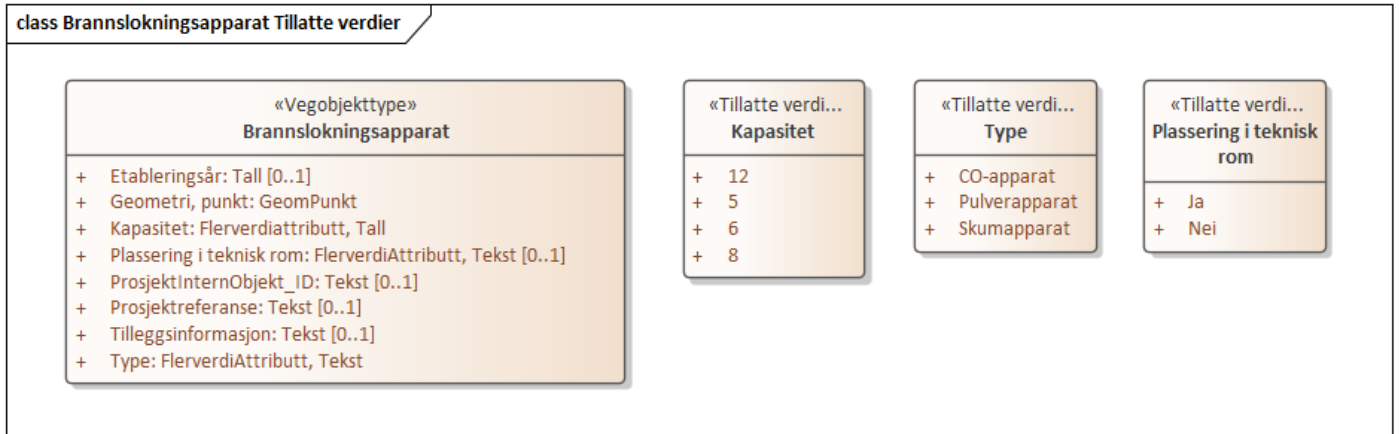 class Brannslokningsapparat Tillatte verdier
«Vegobjekttype»
Brannslokningsapparat
+ Etableringsår: Tall [0..1]
+ Geometri, punkt: GeomPunkt
+ Kapasitet: Flerverdiattributt, Tall
+ Plassering i teknisk rom: FlerverdiAttributt, Tekst [0..1]
+ ProsjektInternObjekt_ID: Tekst [0..1]
+ Prosjektreferanse: Tekst [0..1]
+ Tilleggsinformasjon: Tekst [0..1]
+ Type: FlerverdiAttributt, Tekst
«Tillatte verdi...
Kapasitet
+ 12
+ 5
+ 6
+ 8
«Tillatte verdi...
Type
+ CO-apparat
+ Pulverapparat
+ Skumapparat
«Tillatte verdi...
Plassering i teknisk
rom
+ Ja
+ Nei